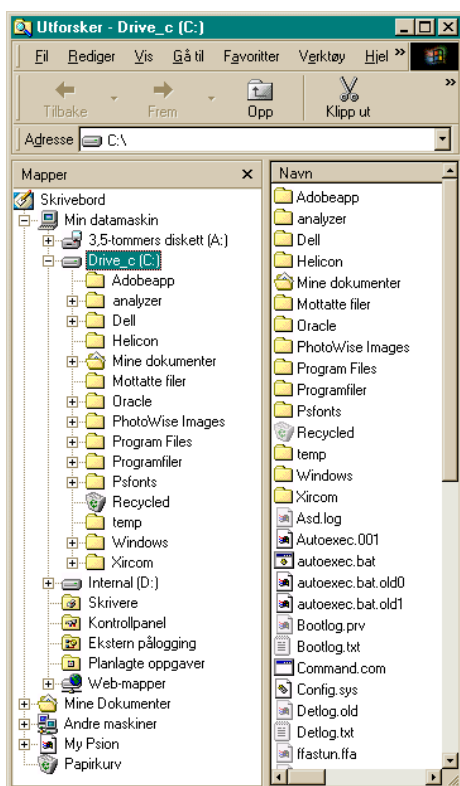 Utforsker - Drive_c (C:)
Fil Rediger Vis Gå til Favoritter Verktøy Hjel »
Tilbake Frem Opp Klipp ut »
Adresse C:\
Mapper
Skrivebord
Min datamaskin
3,5-tommers diskett (A:)
Drive_c (C:)
Adobeapp
analyzer
Dell
Helicon
Mine dokumenter
Mottatte filer
Oracle
PhotoWise Images
Program Files
Programfiler
Psfonts
Recycled
temp
Windows
Xircom
Internal (D:)
Skrivere
Kontrollpanel
Ekstern pålogging
Planlagte oppgaver
Web-mapper
Mine Dokumenter
Andre maskiner
My Psion
Papirkurv
Navn
Adobeapp
analyzer
Dell
Helicon
Mine dokumenter
Mottatte filer
Oracle
PhotoWise Images
Program Files
Programfiler
Psfonts
Recycled
temp
Windows
Xircom
Asd.log
Autoexec.001
autoexec.bat
autoexec.bat.old0
autoexec.bat.old1
Bootlog.prv
Bootlog.txt
Command.com
Config.sys
Detlog.old
Detlog.txt
ffastun.ffa